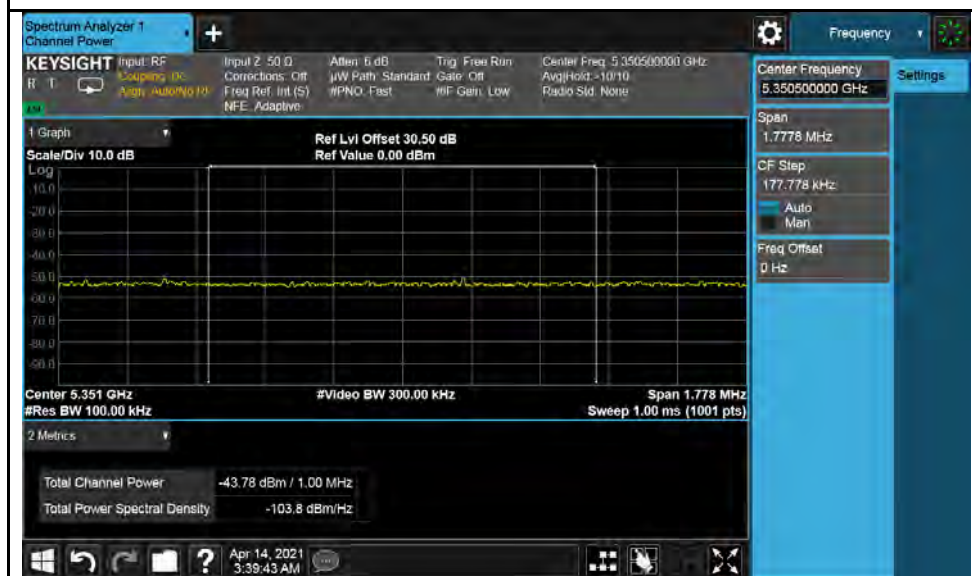 Spectrum Analyzer 1
Channel Power
+
Frequency
KEYSIGHT
R T
Input: RF
Coupling: DC
Align: Auto/No RF
Input Z: 50 Ω
Corrections: Off
Freq Ref: Int (S)
NFE: Adaptive
Atten: 6 dB
µW Path: Standard
#PNO: Fast
Trig: Free Run
Gate: Off
#IF Gain: Low
Center Freq: 5.350500000 GHz
Avg|Hold:>10/10
Radio Std: None
Center Frequency
5.350500000 GHz
Settings
Span
1.7778 MHz
CF Step
177.778 kHz
Auto
Man
Freq Offset
0 Hz
1 Graph
Scale/Div 10.0 dB
Ref Lvl Offset 30.50 dB
Ref Value 0.00 dBm
Log
-10.0
-20.0
-30.0
-40.0
-50.0
-60.0
-70.0
-80.0
-90.0
Center 5.351 GHz
#Res BW 100.00 kHz
#Video BW 300.00 kHz
Span 1.778 MHz
Sweep 1.00 ms (1001 pts)
2 Metrics
Total Channel Power -43.78 dBm / 1.00 MHz
Total Power Spectral Density -103.8 dBm/Hz
?
Apr 14, 2021
3:39:43 AM